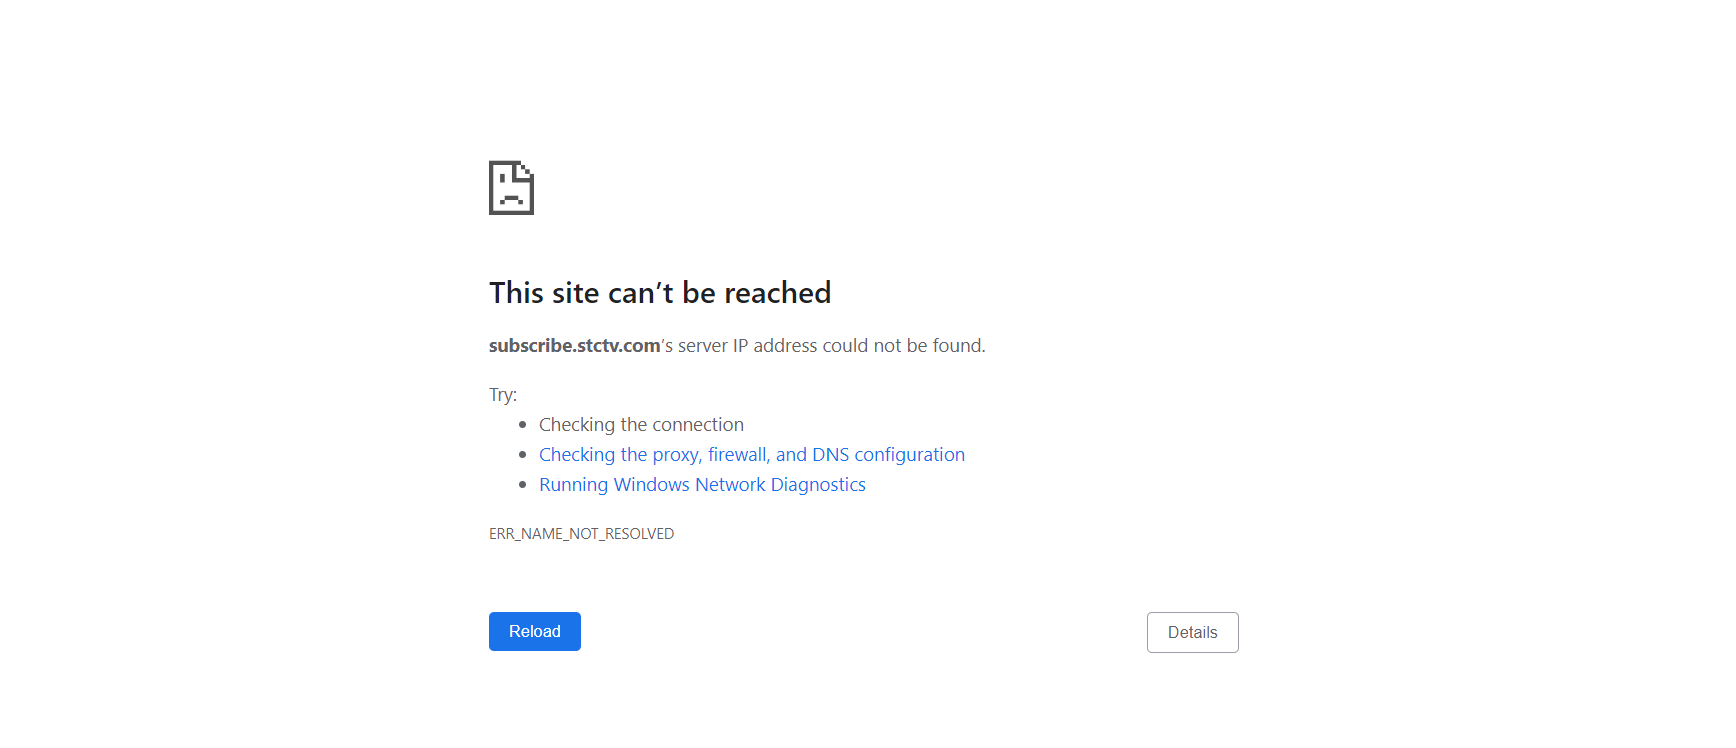 This site can’t be reached
subscribe.stctv.com’s server IP address could not be found.
Try:
Checking the connection
Checking the proxy, firewall, and DNS configuration
Running Windows Network Diagnostics
ERR_NAME_NOT_RESOLVED
Reload
Details